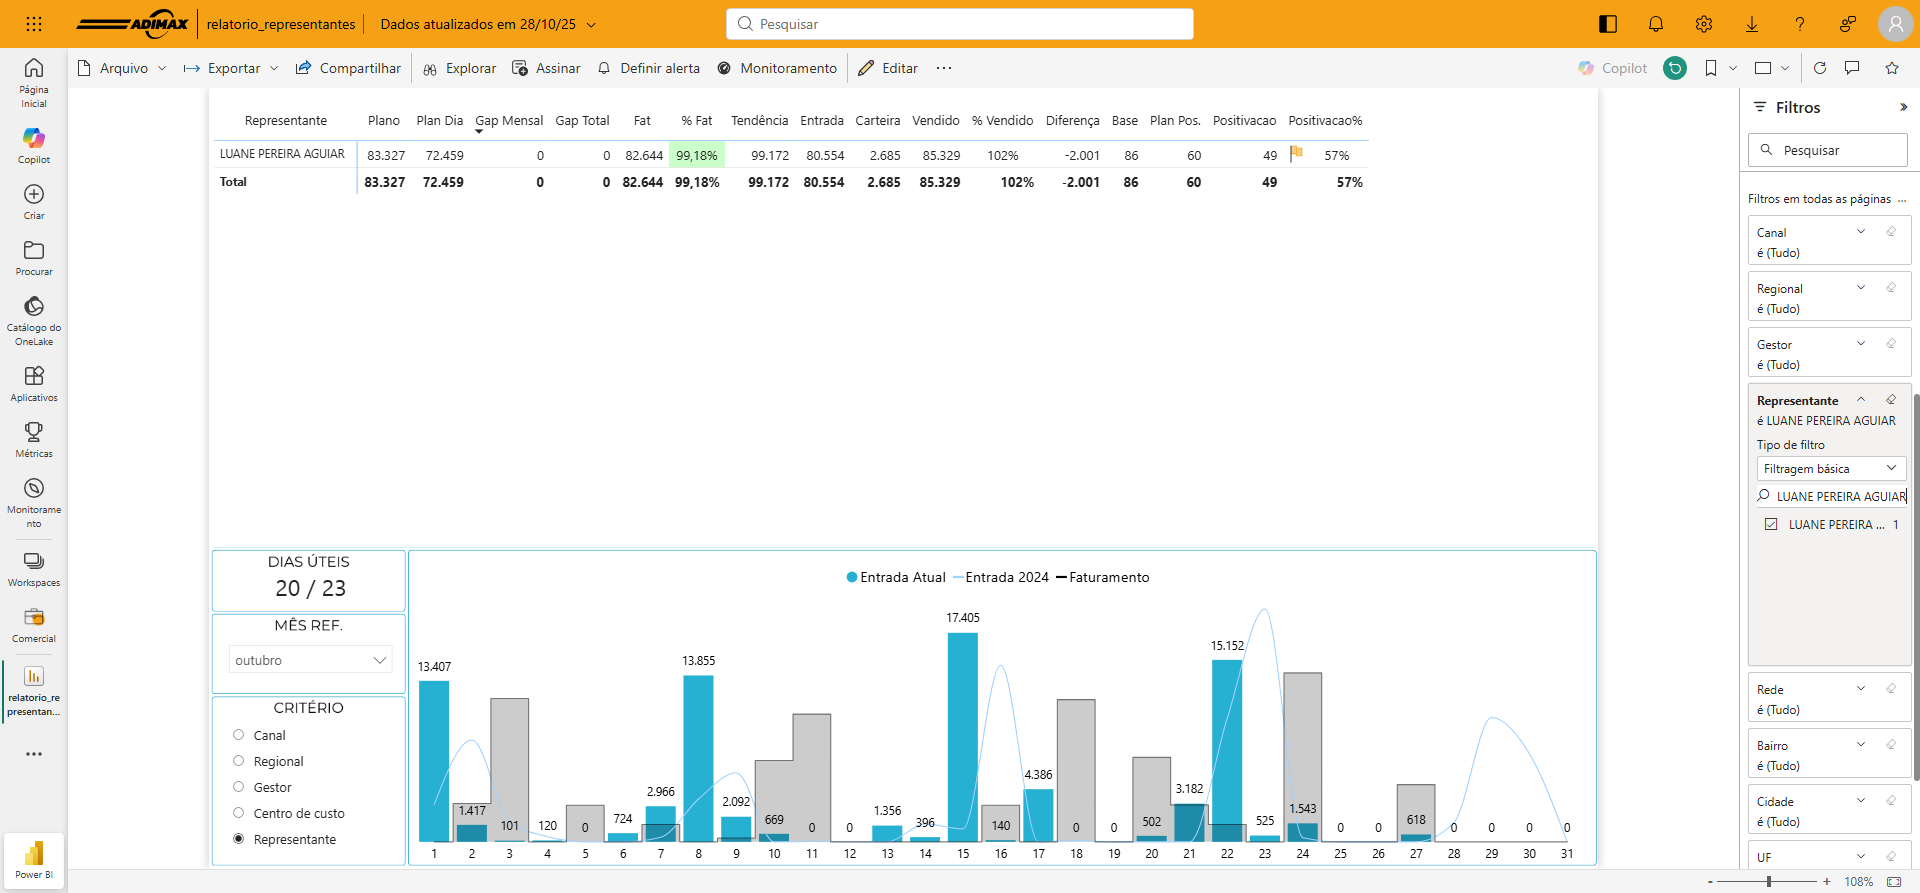 ADIMAX
relatorio_representantes
Dados atualizados em 28/10/25
Pesquisar
Arquivo
Exportar
Compartilhar
Explorar
Assinar
Definir alerta
Monitoramento
Editar
Copilot
Página Inicial
Copilot
Criar
Procurar
Catálogo do OneLake
Aplicativos
Métricas
Monitorame nto
Workspaces
Comercial
relatorio_re presentan...
Power BI
Representante Plano Plan Dia Gap Mensal Gap Total Fat % Fat Tendência Entrada Carteira Vendido % Vendido Diferença Base Plan Pos. Positivacao Positivacao%
LUANE PEREIRA AGUIAR 83.327 72.459 0 0 82.644 99,18% 99.172 80.554 2.685 85.329 102% -2.001 86 60 49 57%
Total 83.327 72.459 0 0 82.644 99,18% 99.172 80.554 2.685 85.329 102% -2.001 86 60 49 57%
DIAS ÚTEIS
20 / 23
MÊS REF.
outubro
CRITÉRIO
Canal
Regional
Gestor
Centro de custo
Representante
Entrada Atual Entrada 2024 Faturamento
13.407 1.417 101 120 0 724 2.966 13.855 2.092 669 0 0 1.356 396 17.405 140 4.386 0 0 502 3.182 15.152 525 1.543 0 0 618 0 0 0 0
1 2 3 4 5 6 7 8 9 10 11 12 13 14 15 16 17 18 19 20 21 22 23 24 25 26 27 28 29 30 31
Filtros
Pesquisar
Filtros em todas as páginas ...
Canal
é (Tudo)
Regional
é (Tudo)
Gestor
é (Tudo)
Representante
é LUANE PEREIRA AGUIAR
Tipo de filtro
Filtragem básica
LUANE PEREIRA AGUIAR
LUANE PEREIRA ... 1
Rede
é (Tudo)
Bairro
é (Tudo)
Cidade
é (Tudo)
UF
- + 108%